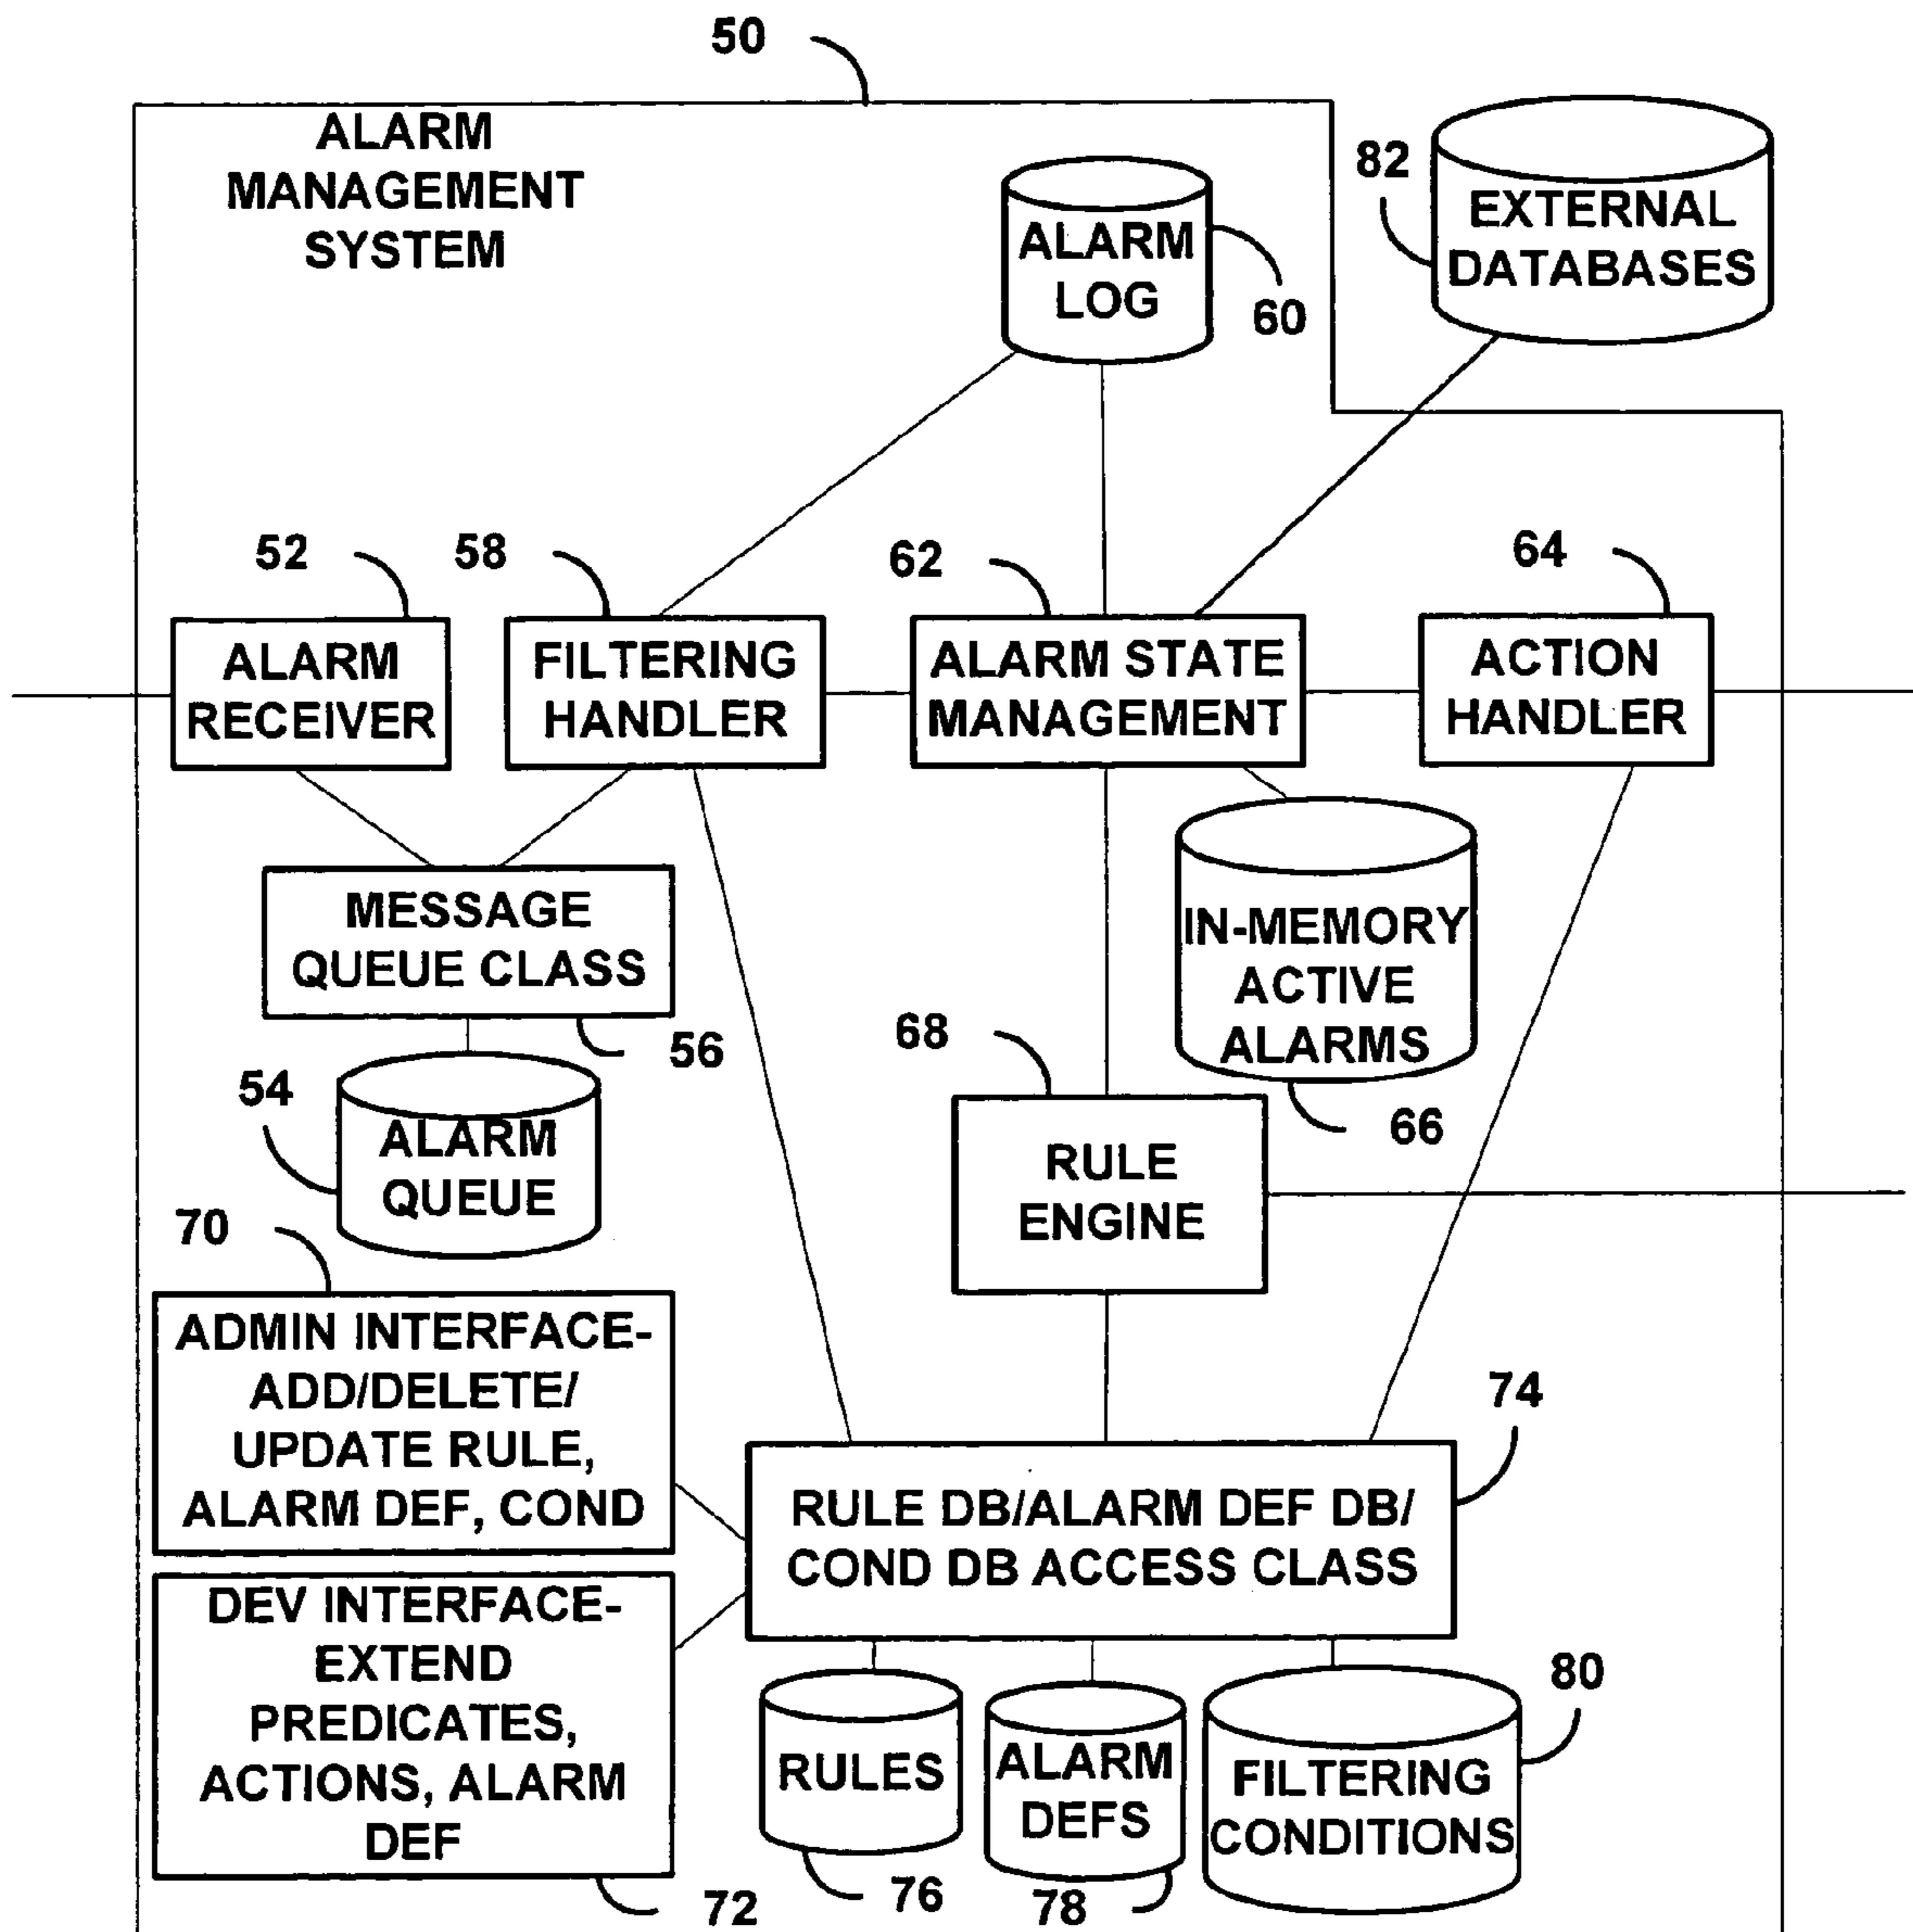 50
ALARM
MANAGEMENT
SYSTEM
82
EXTERNAL
DATABASES
ALARM
LOG
60
52
58
62
64
ALARM
RECEIVER
FILTERING
HANDLER
ALARM STATE
MANAGEMENT
ACTION
HANDLER
MESSAGE
QUEUE CLASS
56
IN-MEMORY
ACTIVE
ALARMS
66
54
ALARM
QUEUE
68
RULE
ENGINE
70
ADMIN INTERFACE-
ADD/DELETE/
UPDATE RULE,
ALARM DEF, COND
74
RULE DB/ALARM DEF DB/
COND DB ACCESS CLASS
DEV INTERFACE-
EXTEND
PREDICATES,
ACTIONS, ALARM
DEF
72
RULES
76
ALARM
DEFS
78
FILTERING
CONDITIONS
80